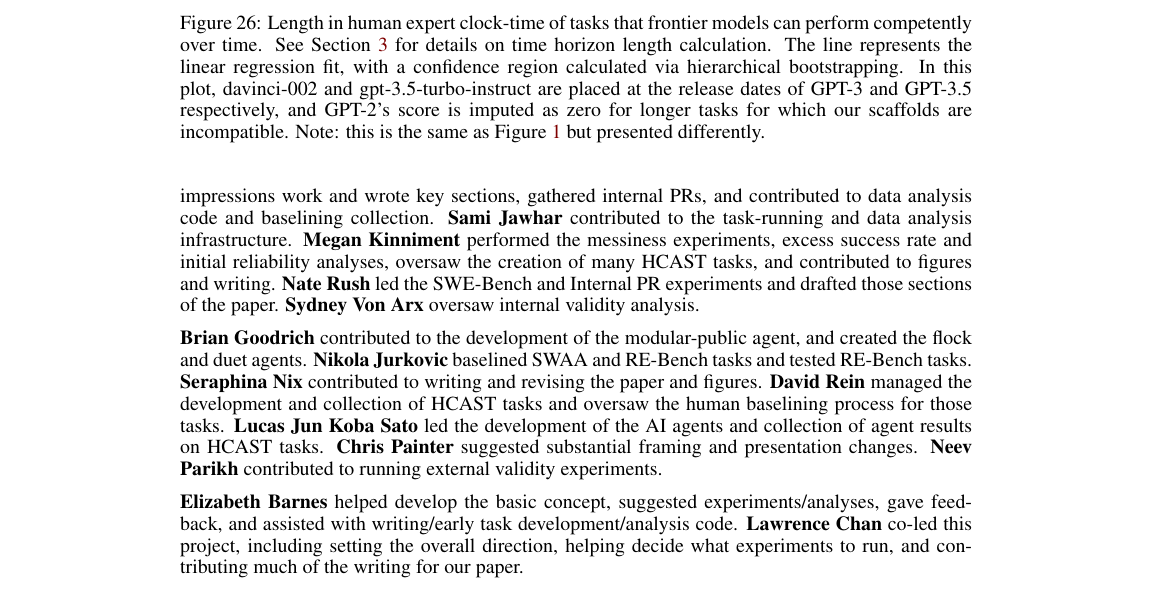 Figure 26: Length in human expert clock-time of tasks that frontier models can perform competently
over time. See Section 3 for details on time horizon length calculation. The line represents the
linear regression fit, with a confidence region calculated via hierarchical bootstrapping. In this
plot, davinci-002 and gpt-3.5-turbo-instruct are placed at the release dates of GPT-3 and GPT-3.5
respectively, and GPT-2's score is imputed as zero for longer tasks for which our scaffolds are
incompatible. Note: this is the same as Figure 1 but presented differently.
impressions work and wrote key sections, gathered internal PRs, and contributed to data analysis
code and baselining collection. Sami Jawhar contributed to the task-running and data analysis
infrastructure. Megan Kinniment performed the messiness experiments, excess success rate and
initial reliability analyses, oversaw the creation of many HCAST tasks, and contributed to figures
and writing. Nate Rush led the SWE-Bench and Internal PR experiments and drafted those sections
of the paper. Sydney Von Arx oversaw internal validity analysis.
Brian Goodrich contributed to the development of the modular-public agent, and created the flock
and duet agents. Nikola Jurkovic baselined SWAA and RE-Bench tasks and tested RE-Bench tasks.
Seraphina Nix contributed to writing and revising the paper and figures. David Rein managed the
development and collection of HCAST tasks and oversaw the human baselining process for those
tasks. Lucas Jun Koba Sato led the development of the AI agents and collection of agent results
on HCAST tasks. Chris Painter suggested substantial framing and presentation changes. Neev
Parikh contributed to running external validity experiments.
Elizabeth Barnes helped develop the basic concept, suggested experiments/analyses, gave feed-
back, and assisted with writing/early task development/analysis code. Lawrence Chan co-led this
project, including setting the overall direction, helping decide what experiments to run, and con-
tributing much of the writing for our paper.